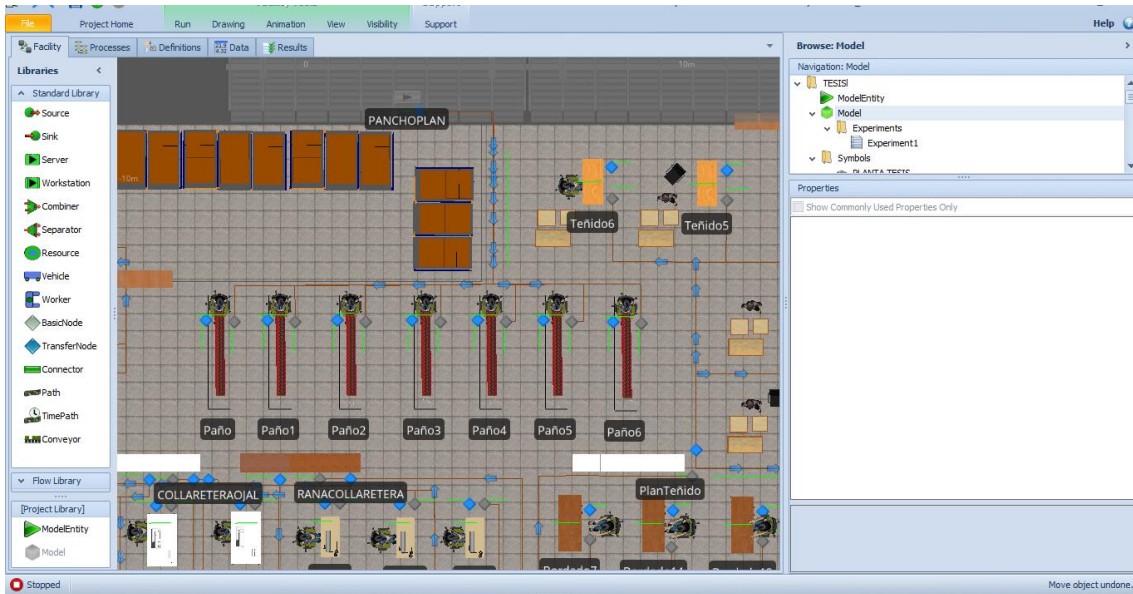 File Project Home Run Drawing Animation View Visibility Support Help
Facility Processes Definitions Data Results
Libraries
Standard Library
Source
Sink
Server
Workstation
Combiner
Separator
Resource
Vehicle
Worker
BasicNode
TransferNode
Connector
Path
TimePath
Conveyor
Flow Library
[Project Library]
ModelEntity
Model
0 10m
PANCHOPLAN
-10m
Teñido6 Teñido5
Paño Paño1 Paño2 Paño3 Paño4 Paño5 Paño6
PlanTeñido
COLLARETERAOJAL RANACOLLARETERA
Browse: Model
Navigation: Model
ModelEntity
Model
Experiments
Experiment1
Symbols
PLANTA TESIS
Properties
Show Commonly Used Properties Only
Stopped Move object undone.